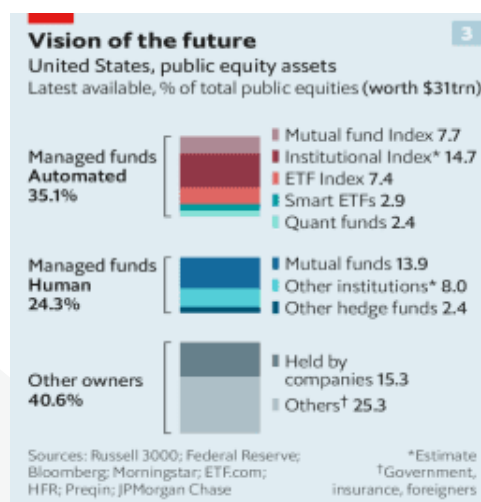 Vision of the future
3
United States, public equity assets
Latest available, % of total public equities (worth $31trn)
Managed funds
Automated
35.1%
Mutual fund Index 7.7
Institutional Index* 14.7
ETF Index 7.4
Smart ETFs 2.9
Quant funds 2.4
Managed funds
Human
24.3%
Mutual funds 13.9
Other institutions* 8.0
Other hedge funds 2.4
Other owners
40.6%
Held by
companies 15.3
Others† 25.3
Sources: Russell 3000; Federal Reserve;
Bloomberg; Morningstar; ETF.com;
HFR; Preqin; JPMorgan Chase
*Estimate
†Government,
insurance, foreigners